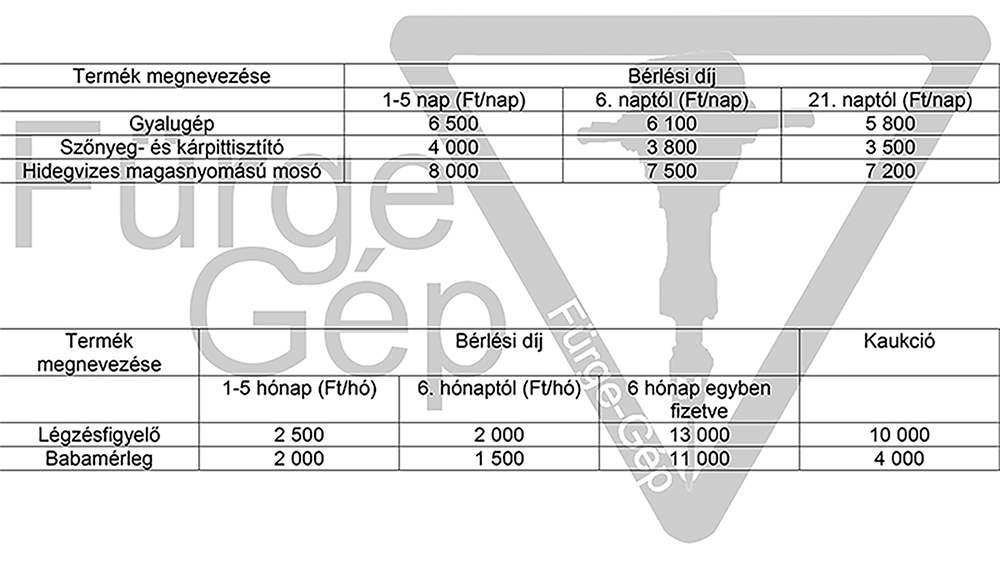 Termék megnevezése Bérlési díj
1-5 nap (Ft/nap) 6. naptól (Ft/nap) 21. naptól (Ft/nap)
Gyalugép 6 500 6 100 5 800
Szőnyeg- és kárpittisztító 4 000 3 800 3 500
Hidegvizes magasnyomású mosó 8 000 7 500 7 200
Fürge
Gép
Fürge-Gép
Termék megnevezése Bérlési díj Kaukció
1-5 hónap (Ft/hó) 6. hónaptól (Ft/hó) 6 hónap egyben fizetve
Légzésfigyelő 2 500 2 000 13 000 10 000
Babamérleg 2 000 1 500 11 000 4 000